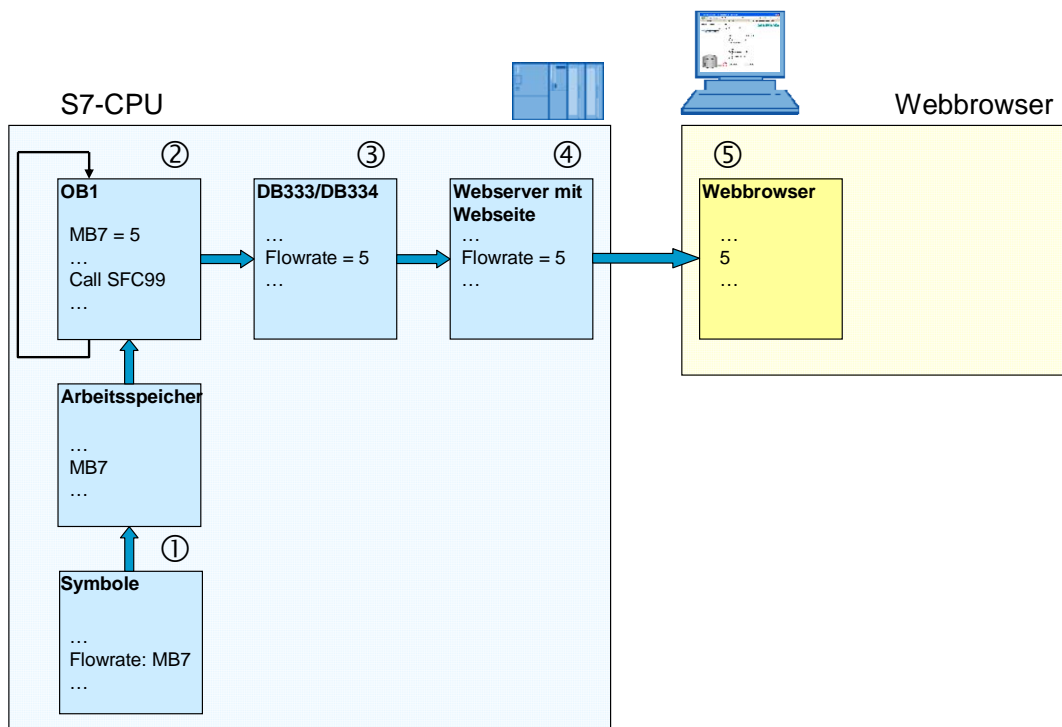 S7-CPU
Webbrowser
②
③
④
⑤
OB1
MB7 = 5
…
Call SFC99
…
DB333/DB334
…
Flowrate = 5
…
Webserver mit
Webseite
…
Flowrate = 5
…
Webbrowser
…
5
…
Arbeitsspeicher
…
MB7
…
①
Symbole
…
Flowrate: MB7
…